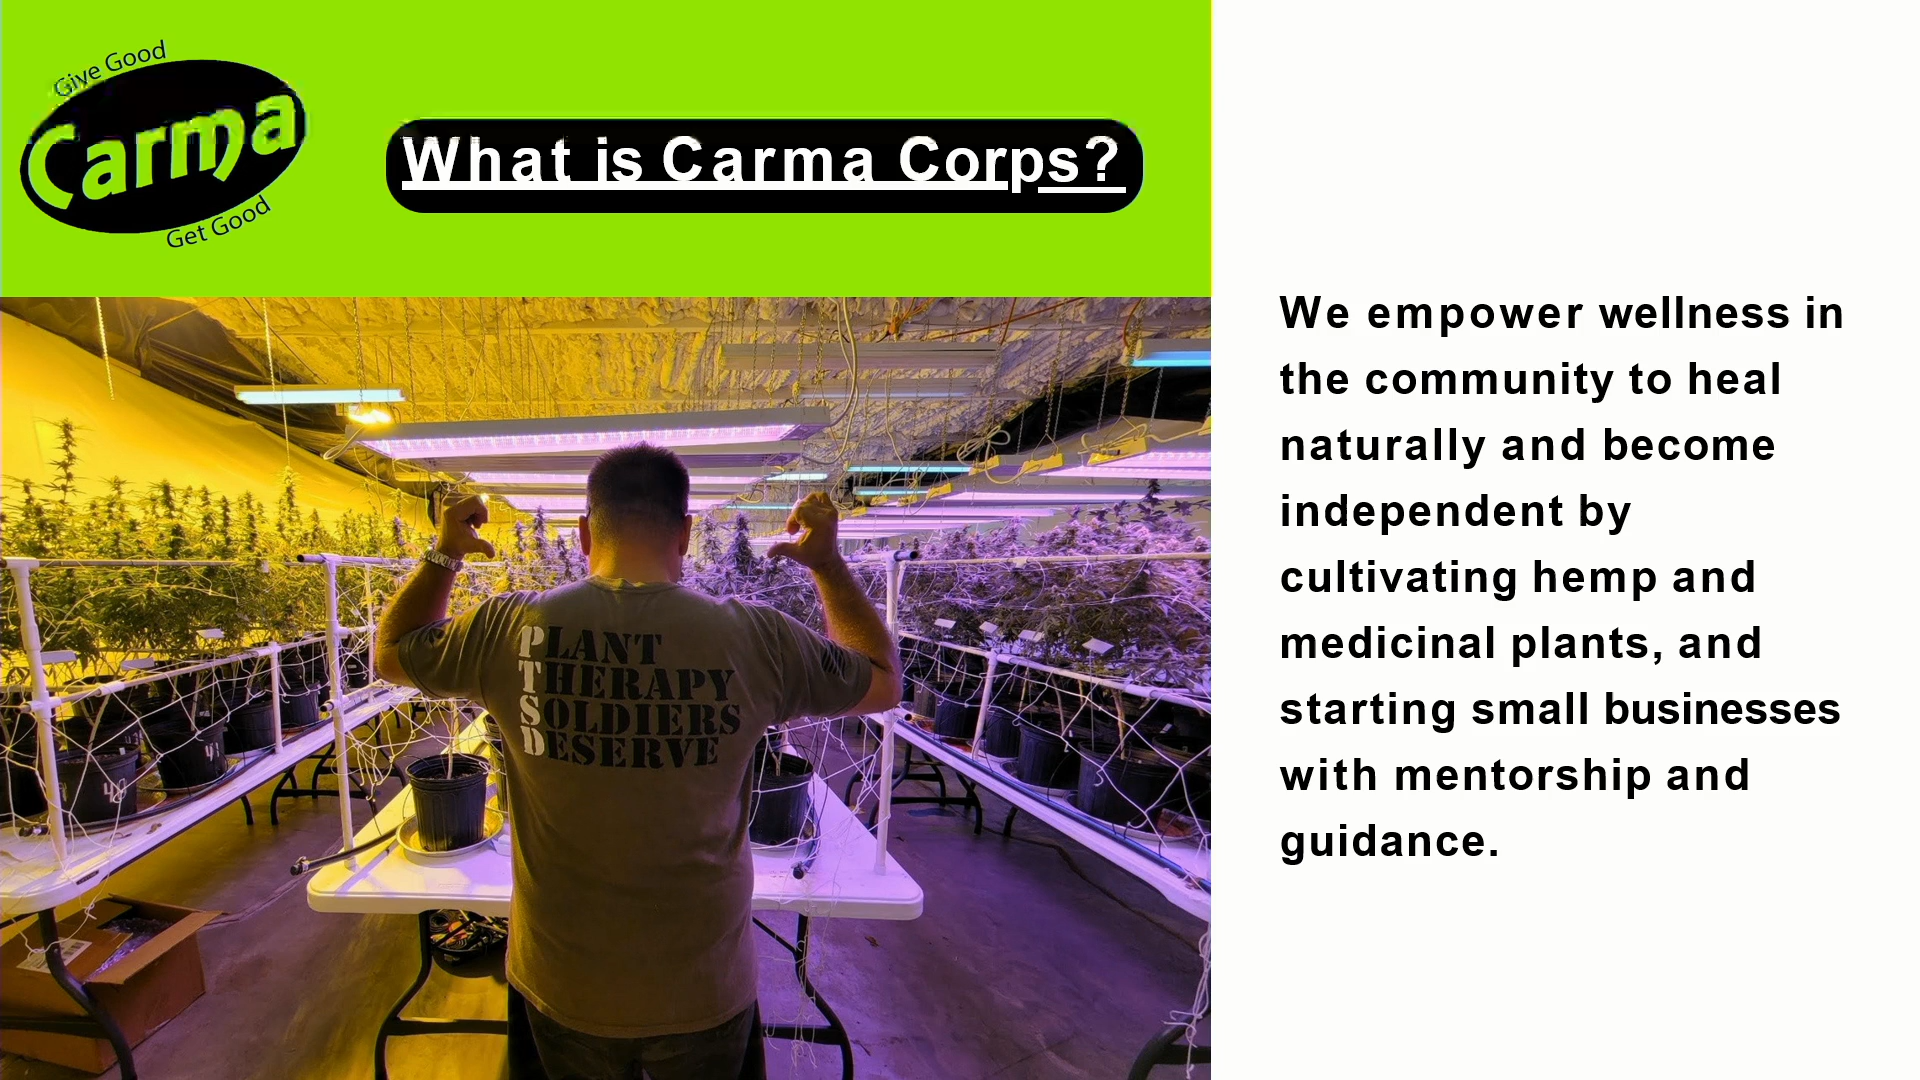 Give Good
Carma
Get Good
What is Carma Corps?
PLANT
THERAPY
SOLDIERS
DESERVE
We empower wellness in
the community to heal
naturally and become
independent by
cultivating hemp and
medicinal plants, and
starting small businesses
with mentorship and
guidance.